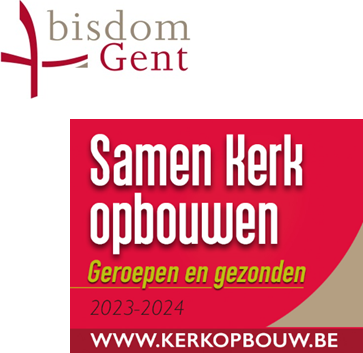 bisdom
Gent
Samen Kerk
opbouwen
Geroepen en gezonden
2023-2024
WWW.KERKOPBOUW.BE